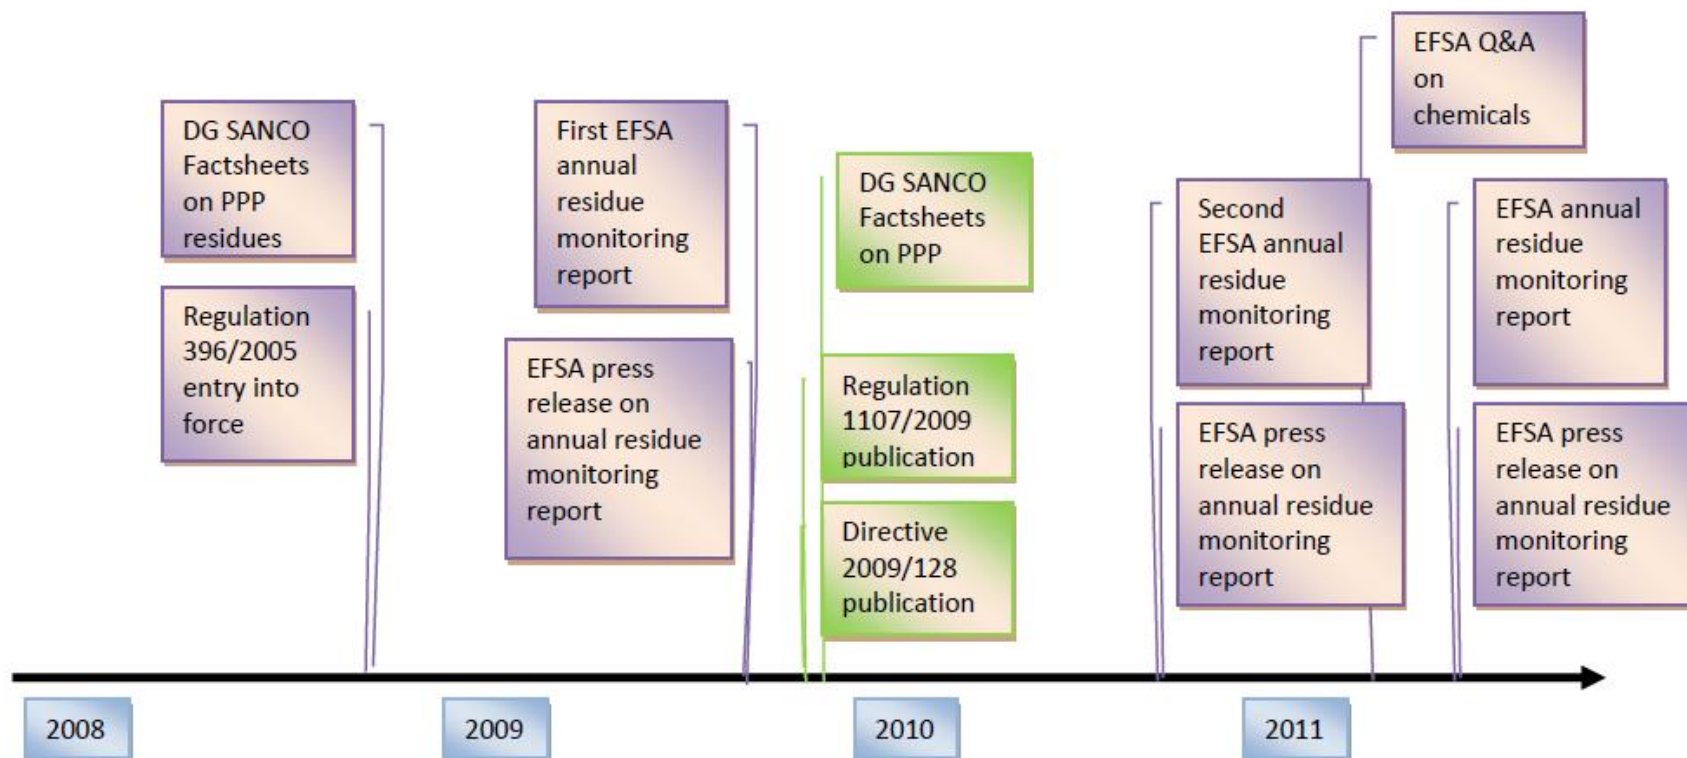 DG SANCO
Factsheets
on PPP
residues
Regulation
396/2005
entry into
force
First EFSA
annual
residue
monitoring
report
EFSA press
release on
annual residue
monitoring
report
DG SANCO
Factsheets
on PPP
Regulation
1107/2009
publication
Directive
2009/128
publication
Second
EFSA annual
residue
monitoring
report
EFSA press
release on
annual residue
monitoring
report
EFSA Q&A
on
chemicals
EFSA annual
residue
monitoring
report
EFSA press
release on
annual residue
monitoring
report
2008
2009
2010
2011